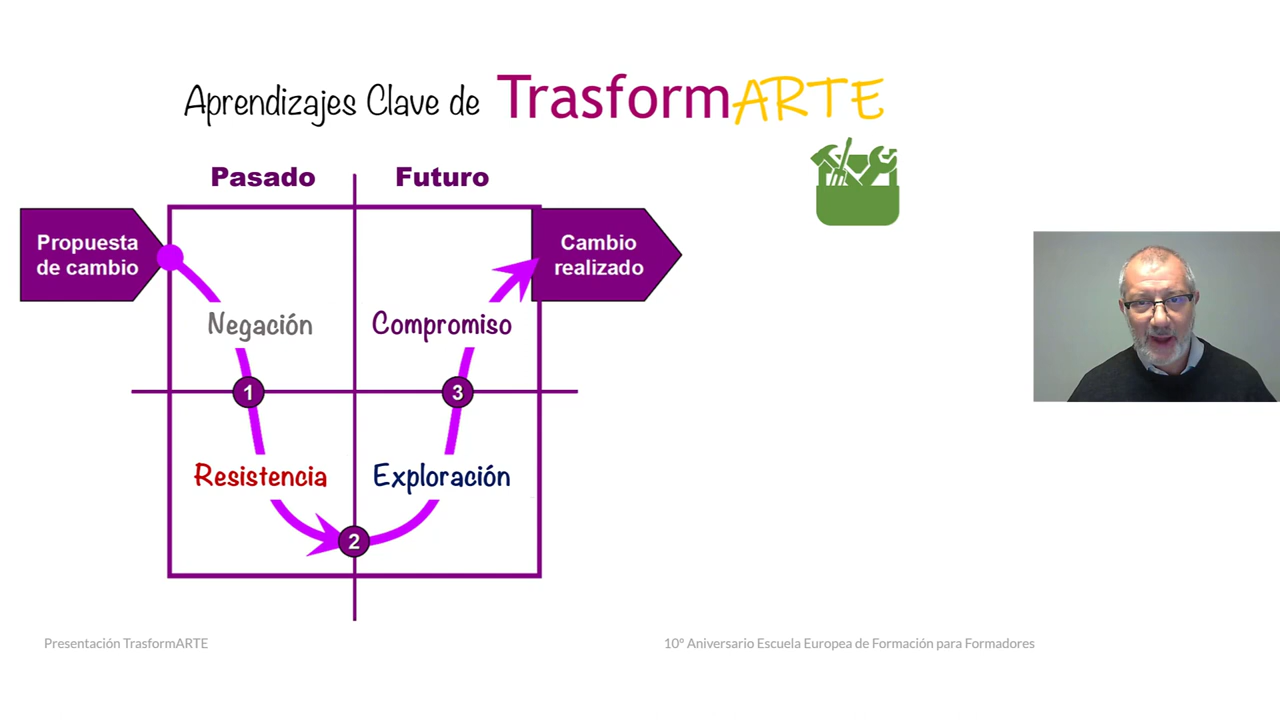 Aprendizajes Clave de TrasformARTE
Pasado
Futuro
Propuesta
de cambio
Cambio
realizado
Negación
Compromiso
1
3
Resistencia
Exploración
2
Presentación TrasformARTE
10º Aniversario Escuela Europea de Formación para Formadores